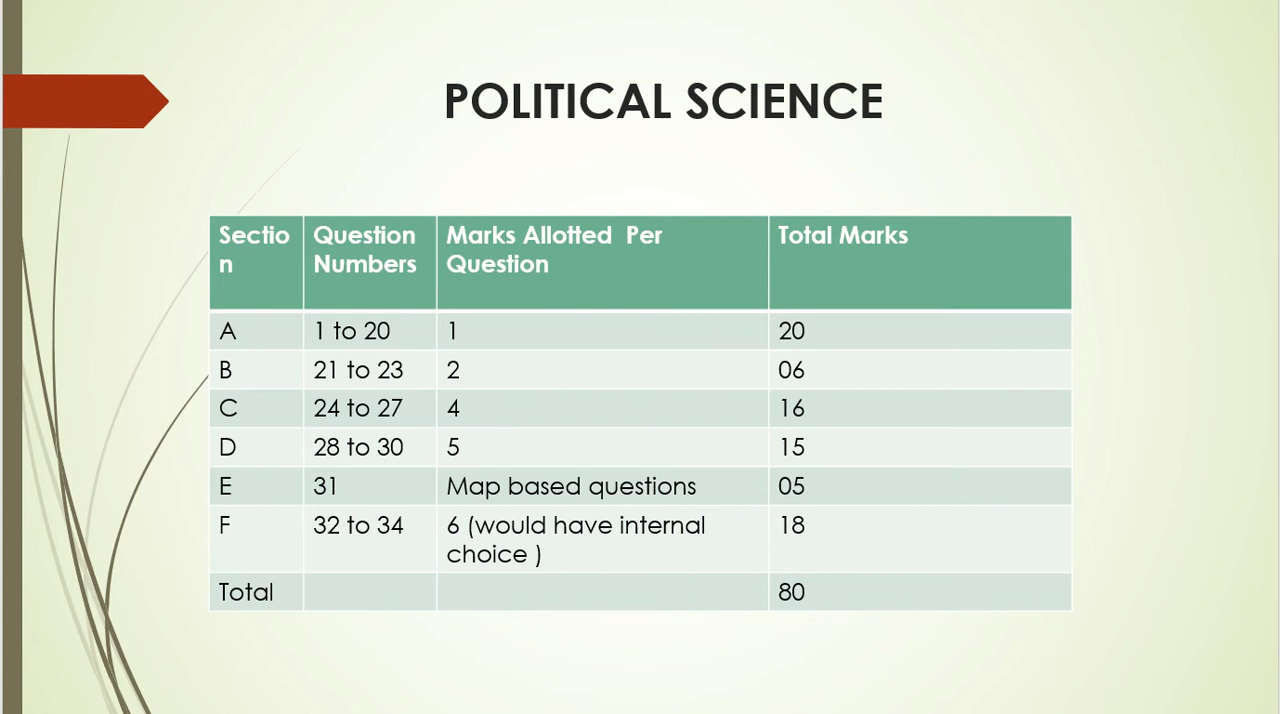 POLITICAL SCIENCE
Sectio
n
Question
Numbers
Marks Allotted  Per
Question
Total Marks
A 1 to 20 1 20
B 21 to 23 2 06
C 24 to 27 4 16
D 28 to 30 5 15
E 31 Map based questions 05
F 32 to 34 6 (would have internal
choice ) 18
Total 80